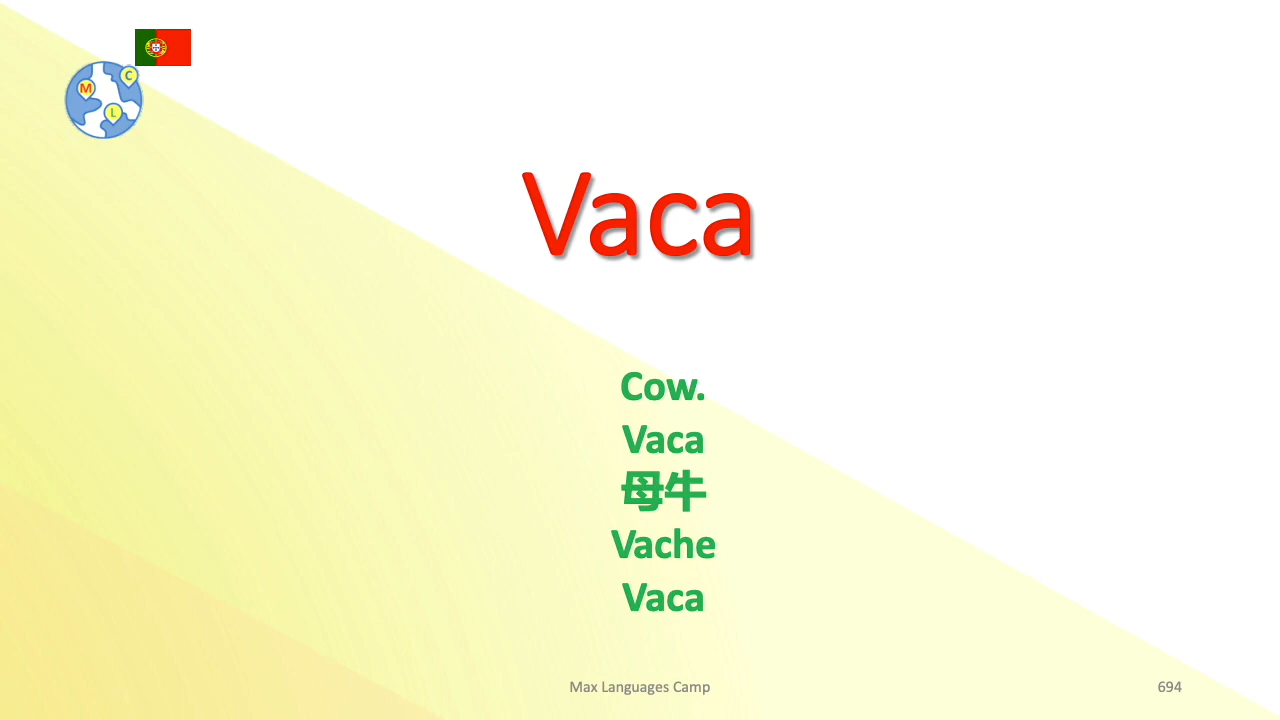 M
C
L
Vaca
Cow.
Vaca
母牛
Vache
Vaca
Max Languages Camp
694